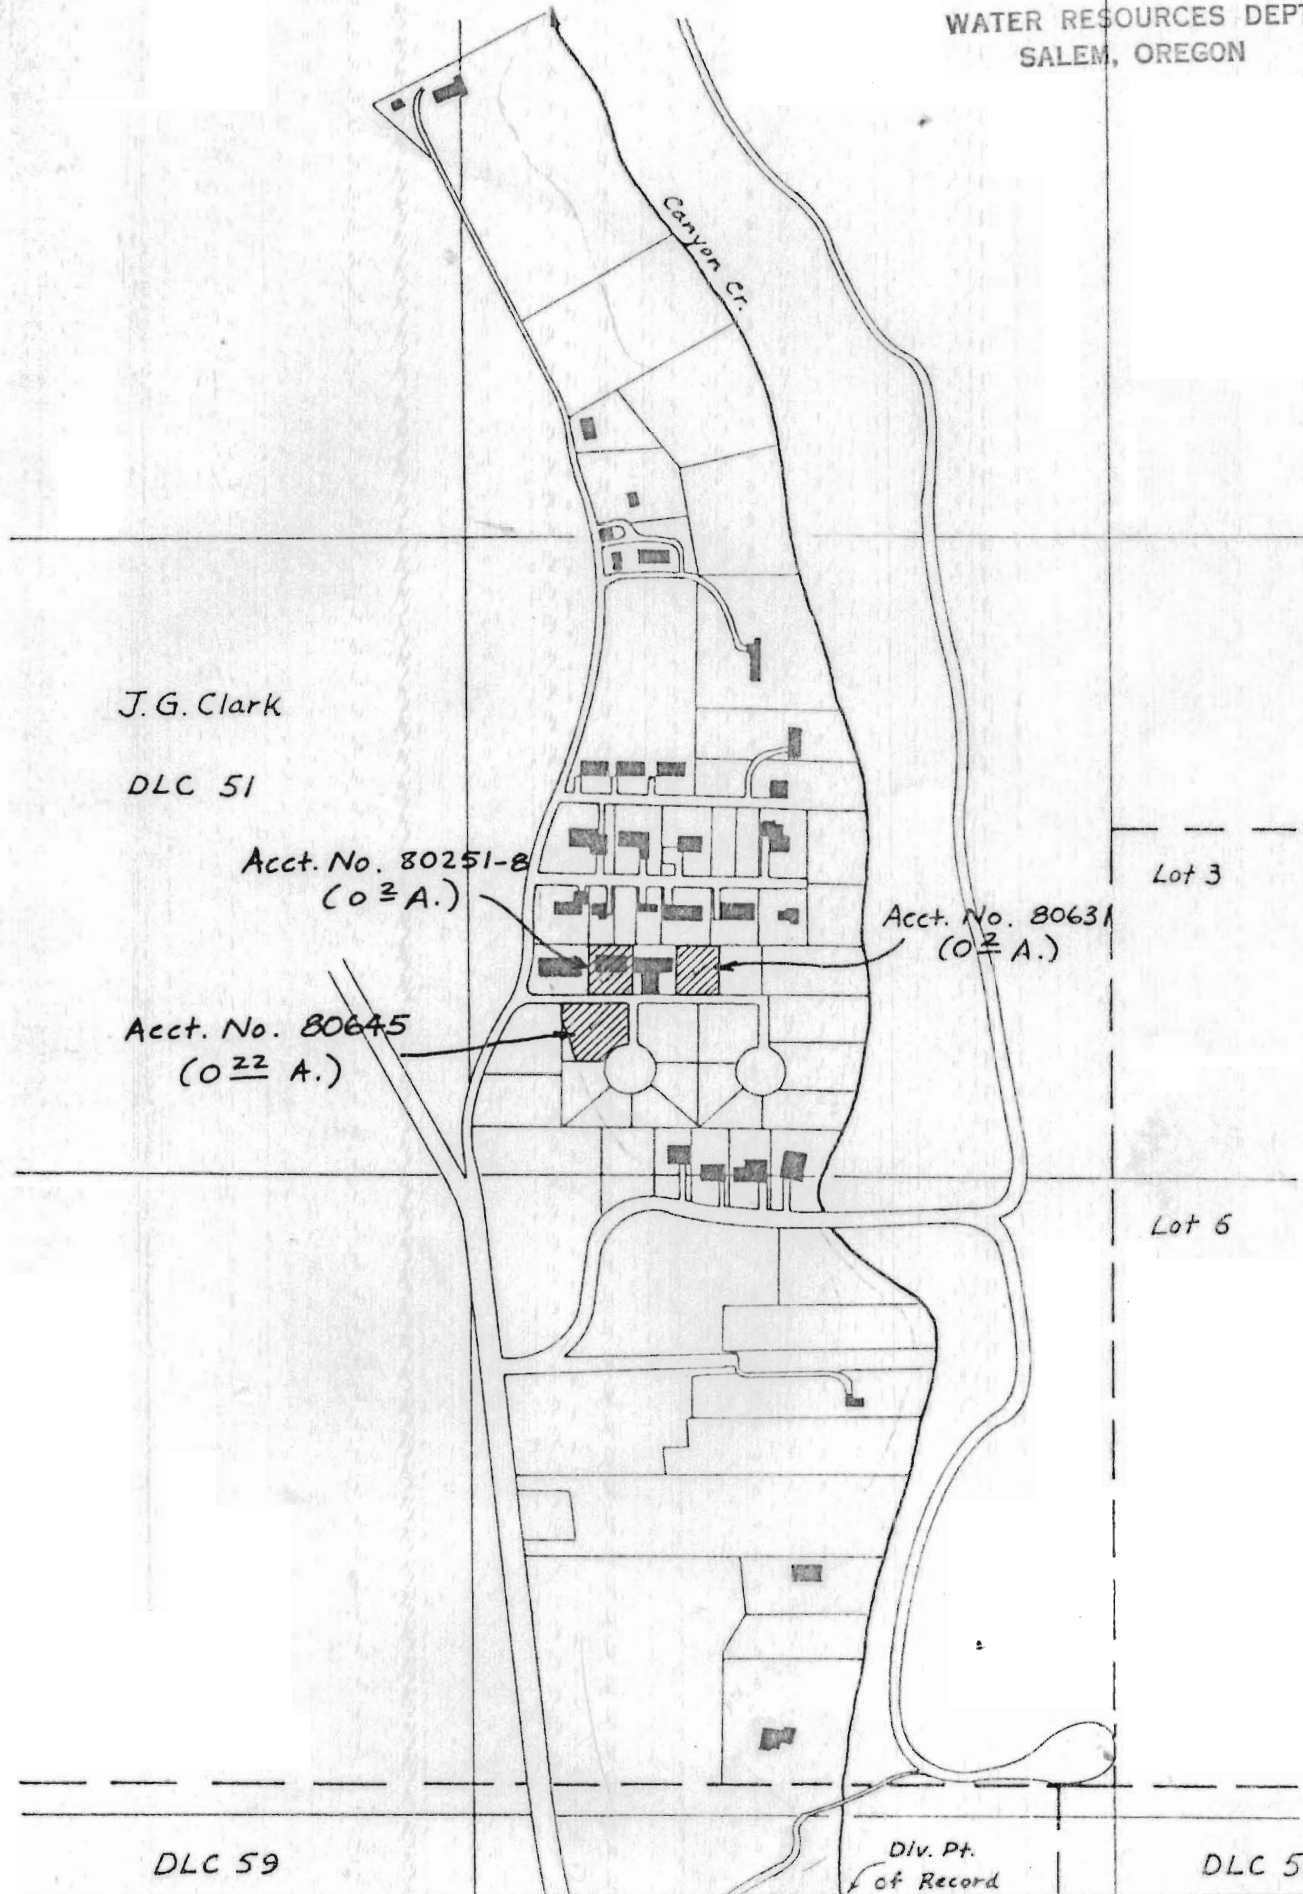 WATER RESOURCES DEPT
SALEM, OREGON
Canyon Cr.
J. G. Clark
DLC 51
Acct. No. 80251-8
(0 2 A.)
Lot 3
Acct. No. 80631
(0 2 A.)
Acct. No. 80645
(0 22 A.)
Lot 6
DLC 59
Div. Pt.
of Record
DLC 5